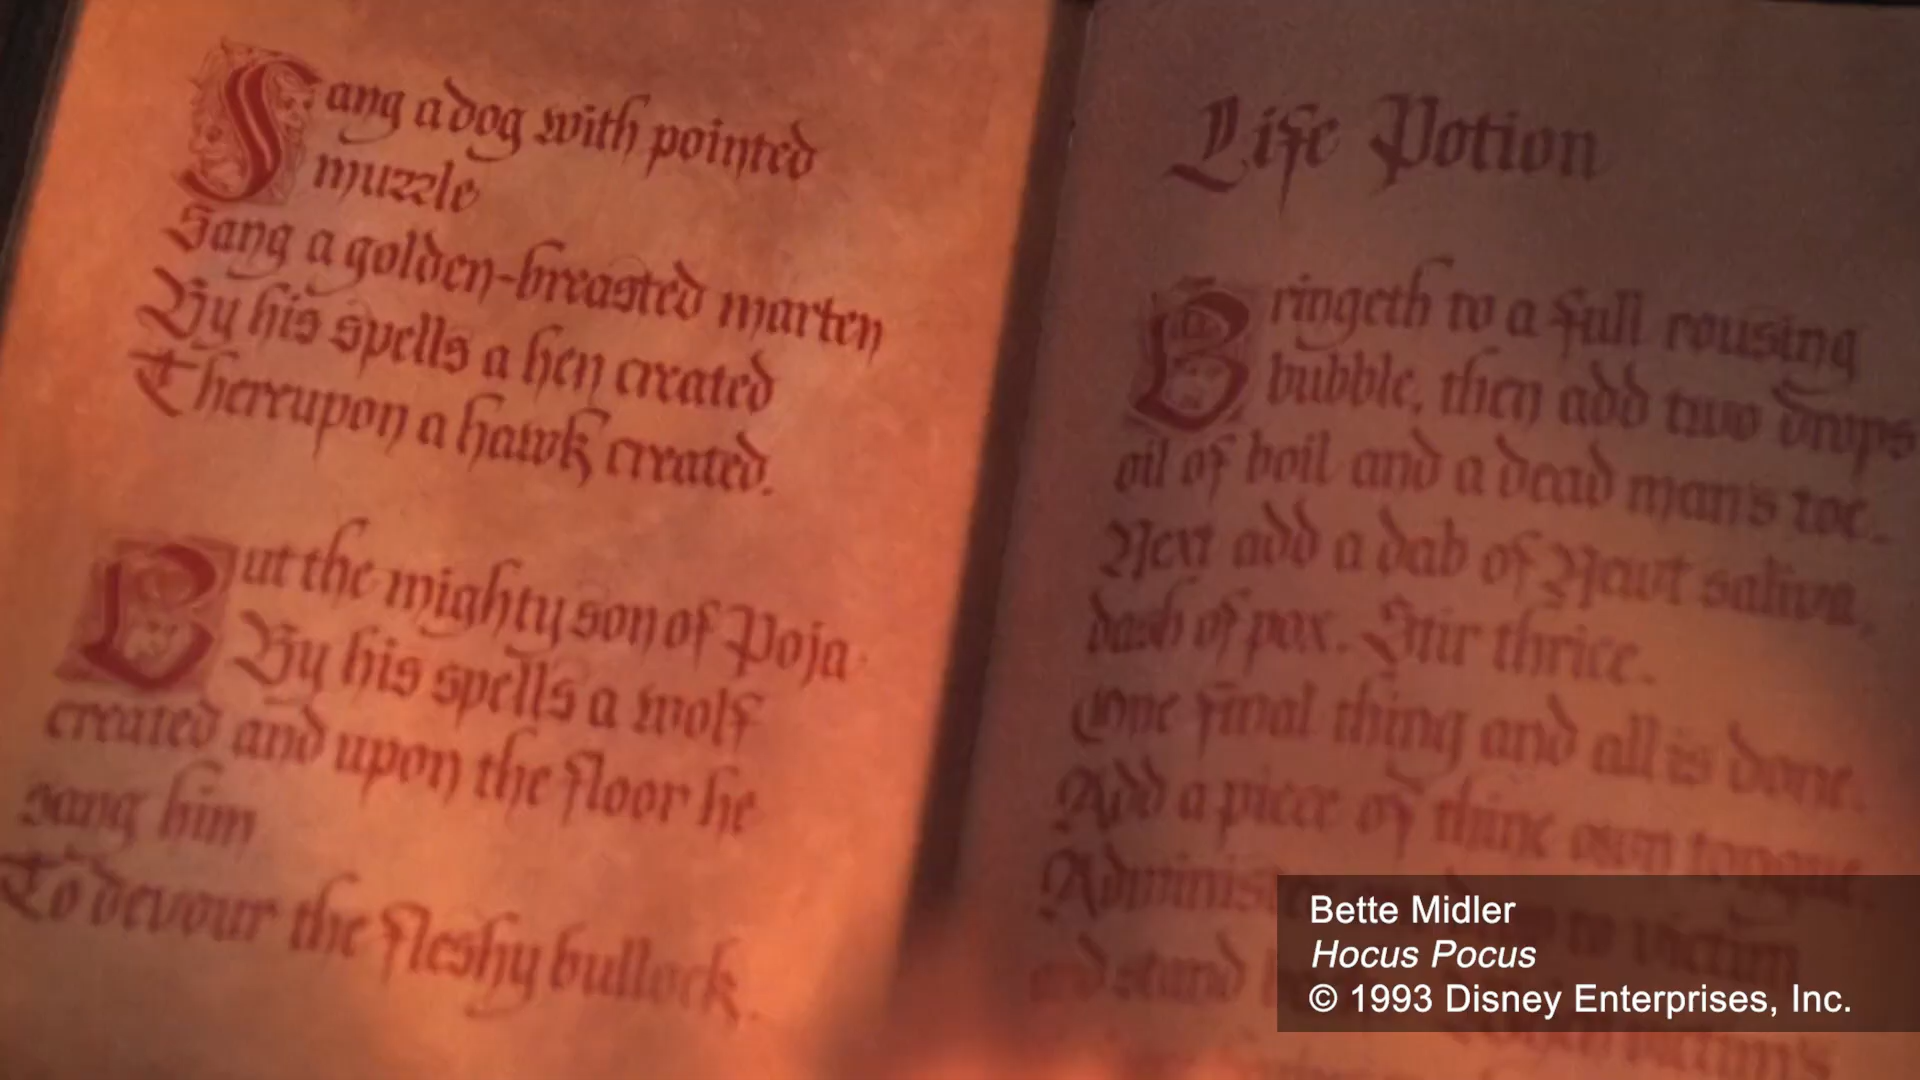 Sang a dog with pointed
muzzle
Sang a golden-breasted marten
By his spells a hen created
Thereupon a hawk created.
But the mighty son of Poja
By his spells a wolf
created and upon the floor he
sang him
To devour the fleshy bullock.
Life Potion
Bringeth to a full rousing
bubble, then add two drops
oil of boil and a dead man's toe.
Next add a dab of Newt saliva,
dash of pox. Stir thrice.
One final thing and all is done.
Add a piece of thine own tongue.
to victim
stand
Bette Midler
Hocus Pocus
© 1993 Disney Enterprises, Inc.